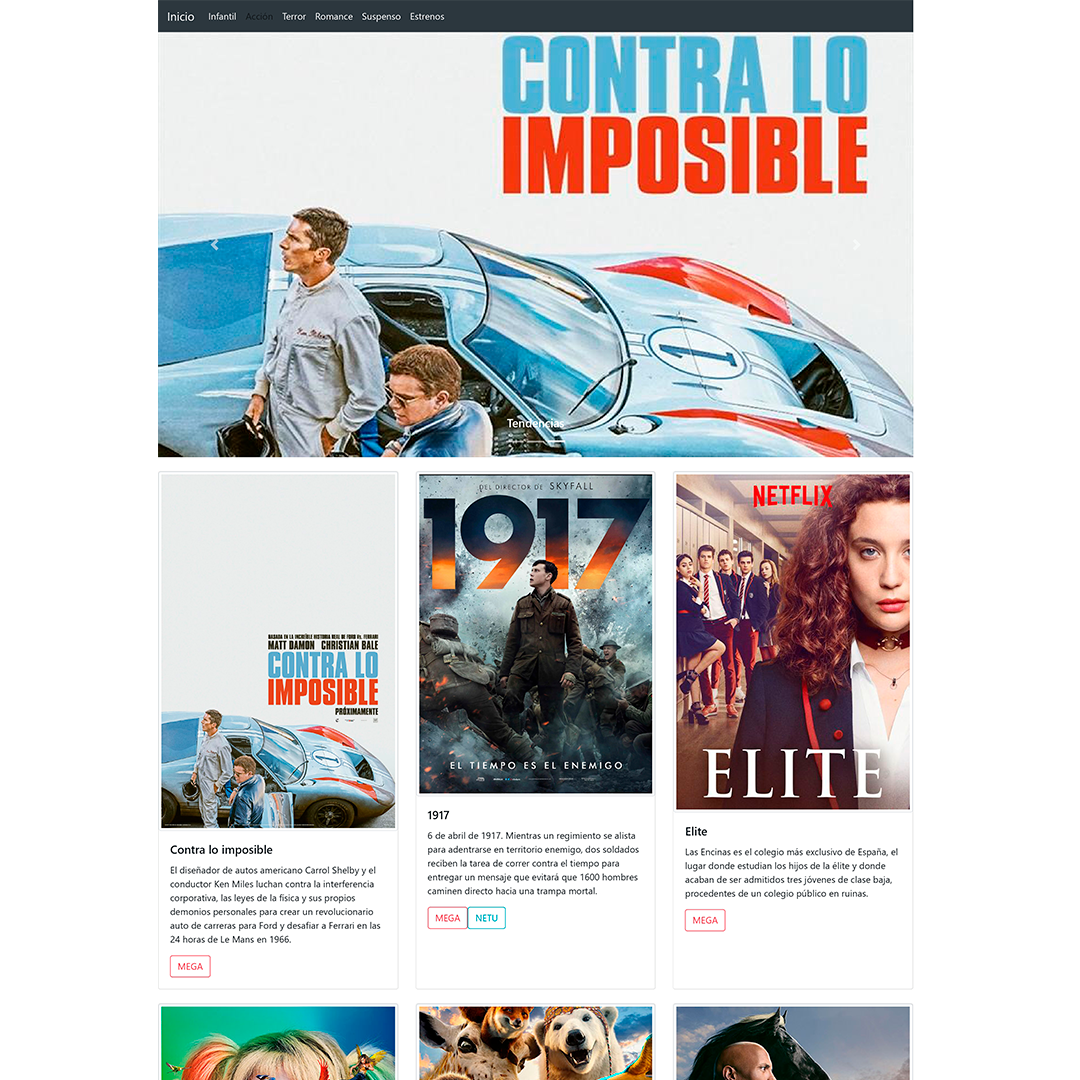 Inicio Infantil Acción Terror Romance Suspenso Estrenos
CONTRA LO
IMPOSIBLE
1
Tendencias
BASADA EN LA INCREÍBLE HISTORIA REAL DE FORD VS. FERRARI
MATT DAMON CHRISTIAN BALE
CONTRA LO
IMPOSIBLE
PRÓXIMAMENTE
1
Contra lo imposible
El diseñador de autos americano Carrol Shelby y el
conductor Ken Miles luchan contra la interferencia
corporativa, las leyes de la física y sus propios
demonios personales para crear un revolucionario
auto de carreras para Ford y desafiar a Ferrari en las
24 horas de Le Mans en 1966.
MEGA
DEL DIRECTOR DE SKYFALL
1917
EL TIEMPO ES EL ENEMIGO
1917
6 de abril de 1917. Mientras un regimiento se alista
para adentrarse en territorio enemigo, dos soldados
reciben la tarea de correr contra el tiempo para
entregar un mensaje que evitará que 1600 hombres
caminen directo hacia una trampa mortal.
MEGA NETU
NETFLIX
ELITE
Elite
Las Encinas es el colegio más exclusivo de España, el
lugar donde estudian los hijos de la élite y donde
acaban de ser admitidos tres jóvenes de clase baja,
procedentes de un colegio público en ruinas.
MEGA